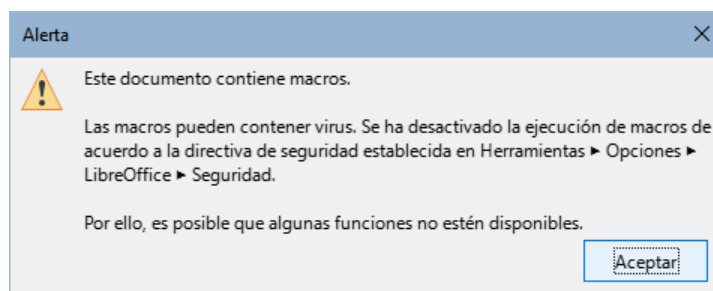 Alerta
Este documento contiene macros.
Las macros pueden contener virus. Se ha desactivado la ejecución de macros de
acuerdo a la directiva de seguridad establecida en Herramientas ► Opciones ►
LibreOffice ► Seguridad.
Por ello, es posible que algunas funciones no estén disponibles.
Aceptar